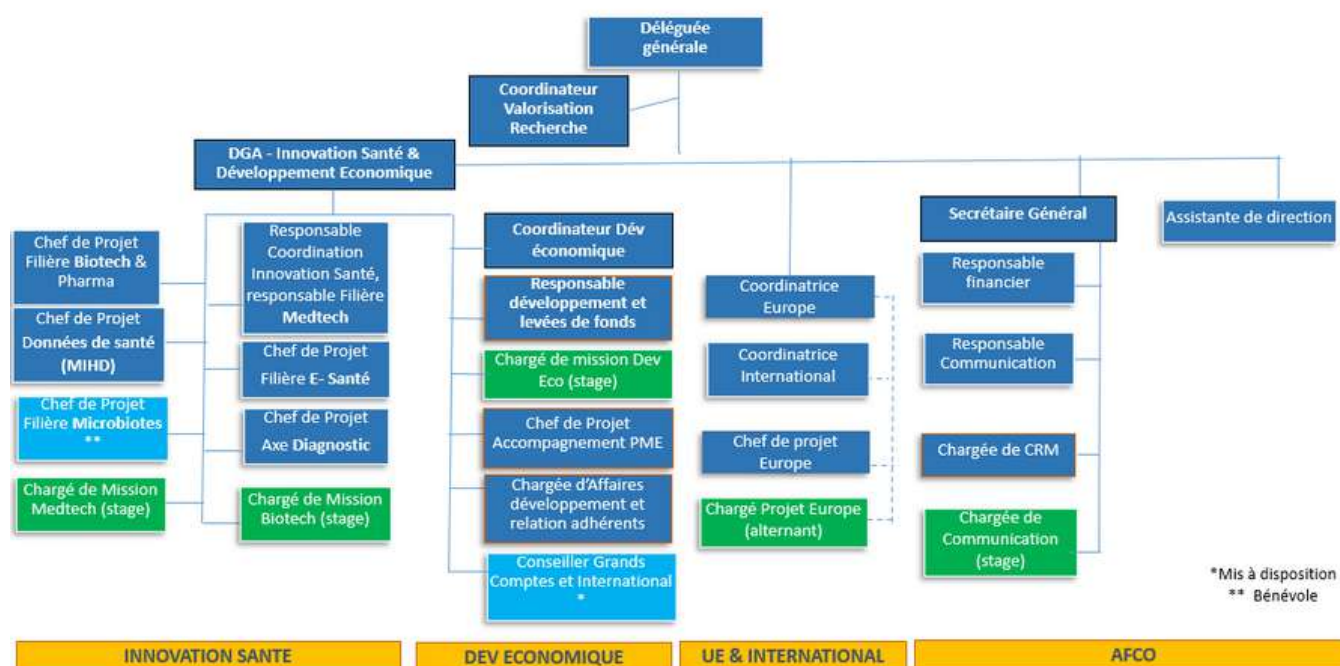 Déléguée
générale
Coordinateur
Valorisation
Recherche
DGA - Innovation Santé &
Développement Economique
Secrétaire Général
Assistante de direction
Chef de Projet
Filière Biotech &
Pharma
Chef de Projet
Données de santé
(MIHD)
Chef de Projet
Filière Microbiotes
**
Chargé de Mission
Medtech (stage)
Responsable
Coordination
Innovation Santé,
responsable Filière
Medtech
Chef de Projet
Filière E- Santé
Chef de Projet
Axe Diagnostic
Chargé de Mission
Biotech (stage)
Coordinateur Dév
économique
Responsable
développement et
levées de fonds
Chargé de mission Dev
Eco (stage)
Chef de Projet
Accompagnement PME
Chargée d’Affaires
développement et
relation adhérents
Conseiller Grands
Comptes et International
*
Coordinatrice
Europe
Coordinatrice
International
Chef de projet
Europe
Chargé Projet Europe
(alternant)
Responsable
financier
Responsable
Communication
Chargée de CRM
Chargée de
Communication
(stage)
*Mis à disposition
** Bénévole
INNOVATION SANTE
DEV ECONOMIQUE
UE & INTERNATIONAL
AFCO